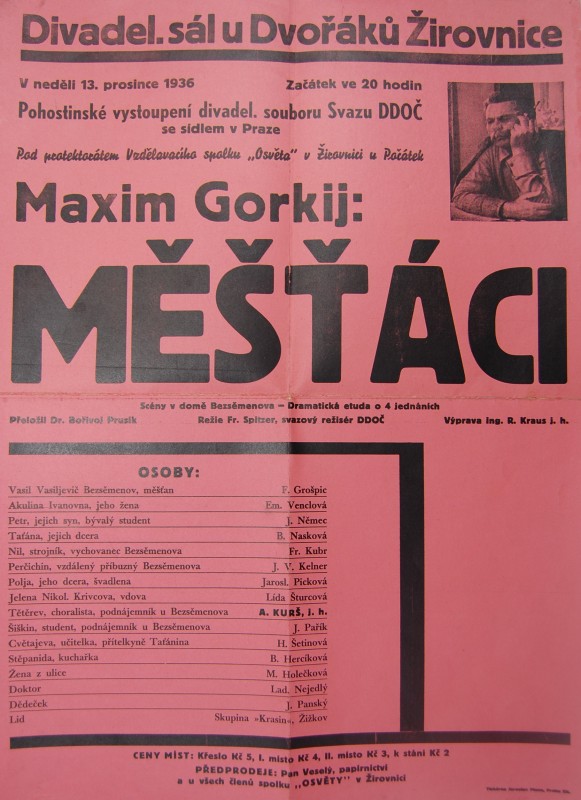 Divadel. sál u Dvořáků Žirovnice
V neděli 13. prosince 1936 Začátek ve 20 hodin
Pohostinské vystoupení divadel. souboru Svazu DDOČ
se sídlem v Praze
Pod protektorátem Vzdělavacího spolku „Osvěta" v Žirovnici u Počátek
Maxim Gorkij:
MĚŠŤÁCI
Scény v domě Bezsěmenova – Dramatická etuda o 4 jednáních
Přeložil Dr. Bořivoj Pruzik Režie Fr. Spitzer, svazový režisér DDOČ Výprava Ing. R. Kraus j. h.
OSOBY:
Vasil Vasiljevič Bezsěmenov, měšťan F. Grošpic
Akulina Ivanovna, jeho žena Em. Venclová
Petr, jejich syn, bývalý student J. Němec
Taťána, jejich dcera B. Nasková
Nil, strojník, vychovanec Bezsěmenova Fr. Kubr
Perčichin, vzdálený příbuzný Bezsěmenova J. V. Kelner
Polja, jeho dcera, švadlena Jarosl. Picková
Jelena Nikol. Krivcova, vdova Lída Šturcová
Tětěrev, choralista, podnájemník u Bezsěmenova A. KURŠ, j. h.
Šiškin, student, podnájemník u Bezsěmenova J. Pařík
Cvětajeva, učitelka, přítelkyně Taťánina H. Šetinová
Stěpanida, kuchařka B. Hercíková
Žena z ulice M. Holečková
Doktor Lad. Nejedlý
Dědeček J. Panský
Lid Skupina »Krasin«, Žižkov
CENY MÍST: Křeslo Kč 5, I. místo Kč 4, II. místo Kč 3, k stání Kč 2
PŘEDPRODEJE: Pan Veselý, papírnictví
a u všech členů spolku „OSVĚTY" v Žirovnici